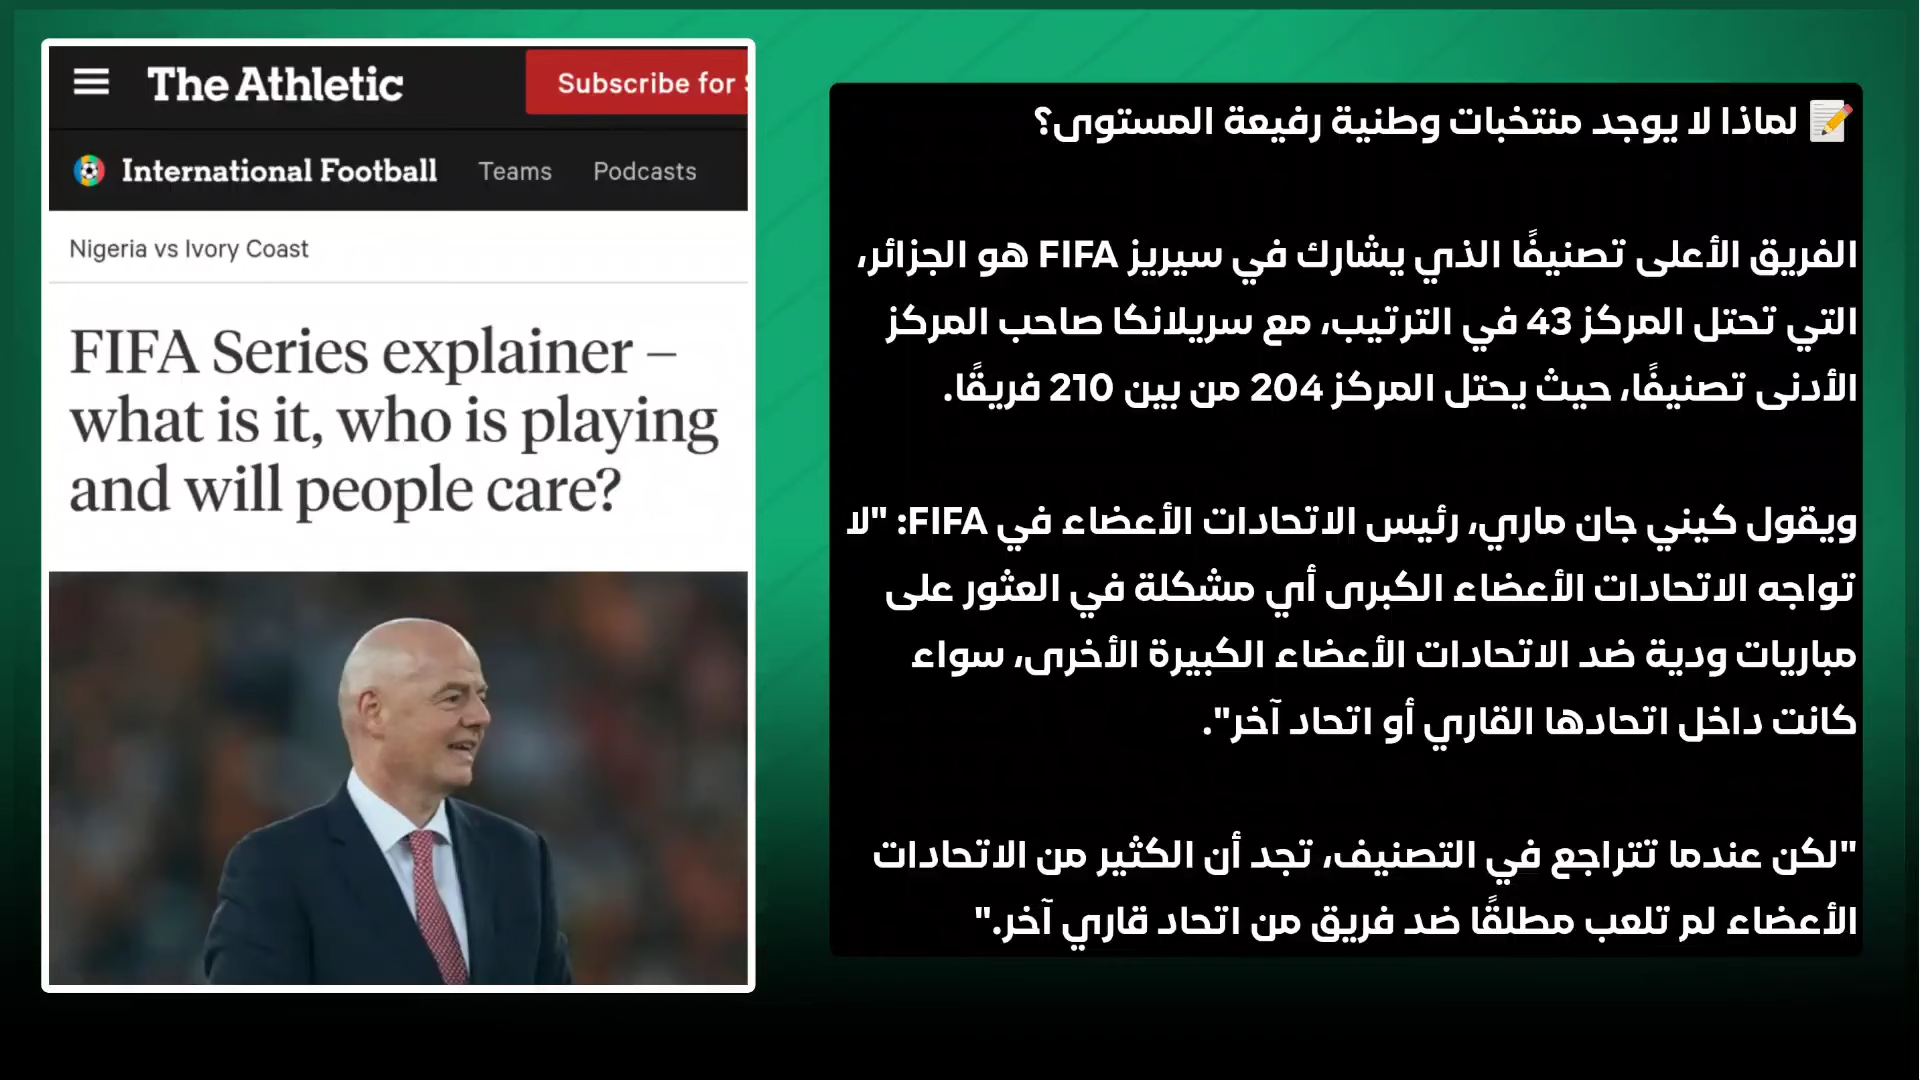 The Athletic
Subscribe for
International Football
Teams
Podcasts
Nigeria vs Ivory Coast
FIFA Series explainer –
what is it, who is playing
and will people care?
📝 لماذا لا يوجد منتخبات وطنية رفيعة المستوى؟
الفريق الأعلى تصنيفًا الذي يشارك في سيريز FIFA هو الجزائر،
التي تحتل المركز 43 في الترتيب، مع سريلانكا صاحب المركز
الأدنى تصنيفًا، حيث يحتل المركز 204 من بين 210 فريقًا.
ويقول كيني جان ماري، رئيس الاتحادات الأعضاء في FIFA: "لا
تواجه الاتحادات الأعضاء الكبرى أي مشكلة في العثور على
مباريات ودية ضد الاتحادات الأعضاء الكبيرة الأخرى، سواء
كانت داخل اتحادها القاري أو اتحاد آخر".
"لكن عندما تتراجع في التصنيف، تجد أن الكثير من الاتحادات
الأعضاء لم تلعب مطلقًا ضد فريق من اتحاد قاري آخر."